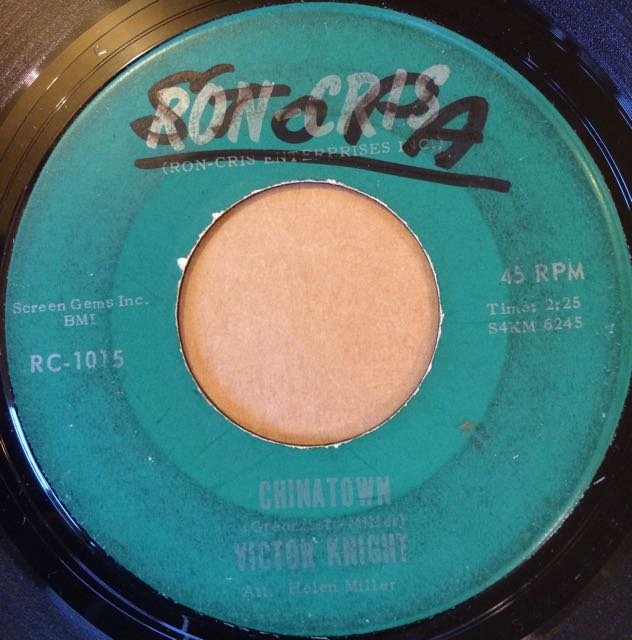 RON-CRIS
(RON-CRIS ENTERPRISES INC.)
45 RPM
Screen Gems Inc.
BMI
Time: 2:25
S4KM 6245
RC-1015
CHINATOWN
VICTOR KNIGHT
Arr. Helen Miller